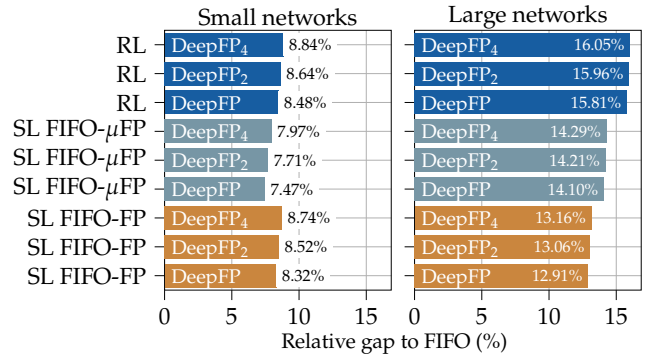 Small networks
Large networks
RL DeepFP₄ 8.84% DeepFP₄ 16.05%
RL DeepFP₂ 8.64% DeepFP₂ 15.96%
RL DeepFP 8.48% DeepFP 15.81%
SL FIFO-μFP DeepFP₄ 7.97% DeepFP₄ 14.29%
SL FIFO-μFP DeepFP₂ 7.71% DeepFP₂ 14.21%
SL FIFO-μFP DeepFP 7.47% DeepFP 14.10%
SL FIFO-FP DeepFP₄ 8.74% DeepFP₄ 13.16%
SL FIFO-FP DeepFP₂ 8.52% DeepFP₂ 13.06%
SL FIFO-FP DeepFP 8.32% DeepFP 12.91%
0 5 10 15 0 5 10 15
Relative gap to FIFO (%)